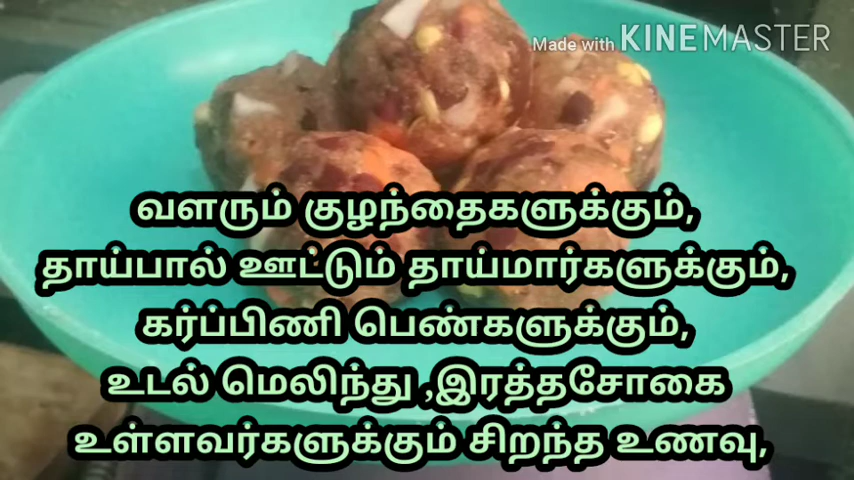 Made with KINEMASTER
வளரும் குழந்தைகளுக்கும்,
தாய்பால் ஊட்டும் தாய்மார்களுக்கும்,
கர்ப்பிணி பெண்களுக்கும்,
உடல் மெலிந்து ,இரத்தசோகை
உள்ளவர்களுக்கும் சிறந்த உணவு,